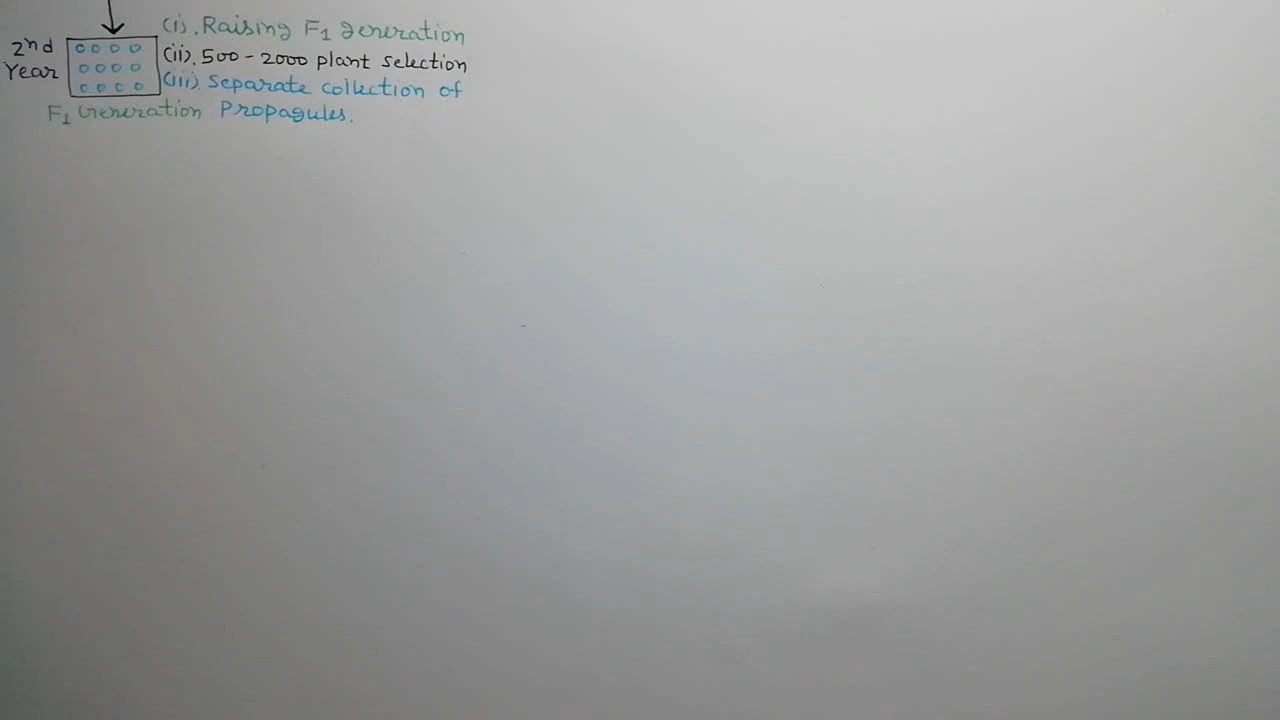 (i). Raising F1 generation
2nd (ii). 500 - 2000 plant selection
Year (iii). Separate collection of
F1 Generation Propagules.